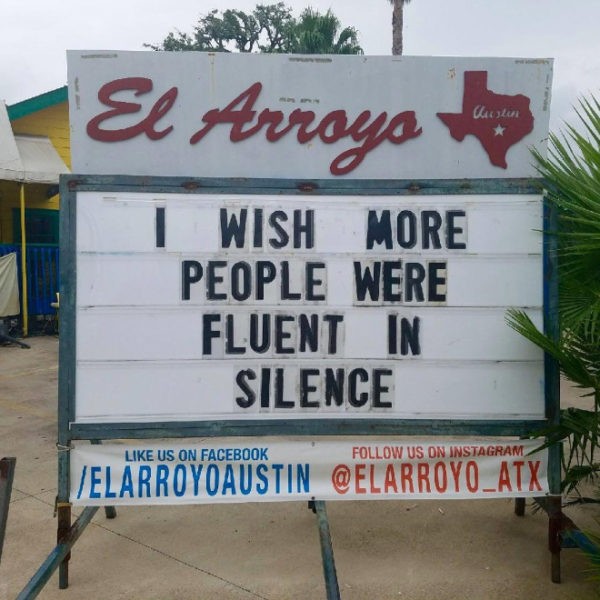 El Arroyo
Austin
I WISH MORE
PEOPLE WERE
FLUENT IN
SILENCE
LIKE US ON FACEBOOK
/ELARROYOAUSTIN
FOLLOW US ON INSTAGRAM
@ELARROYO_ATX